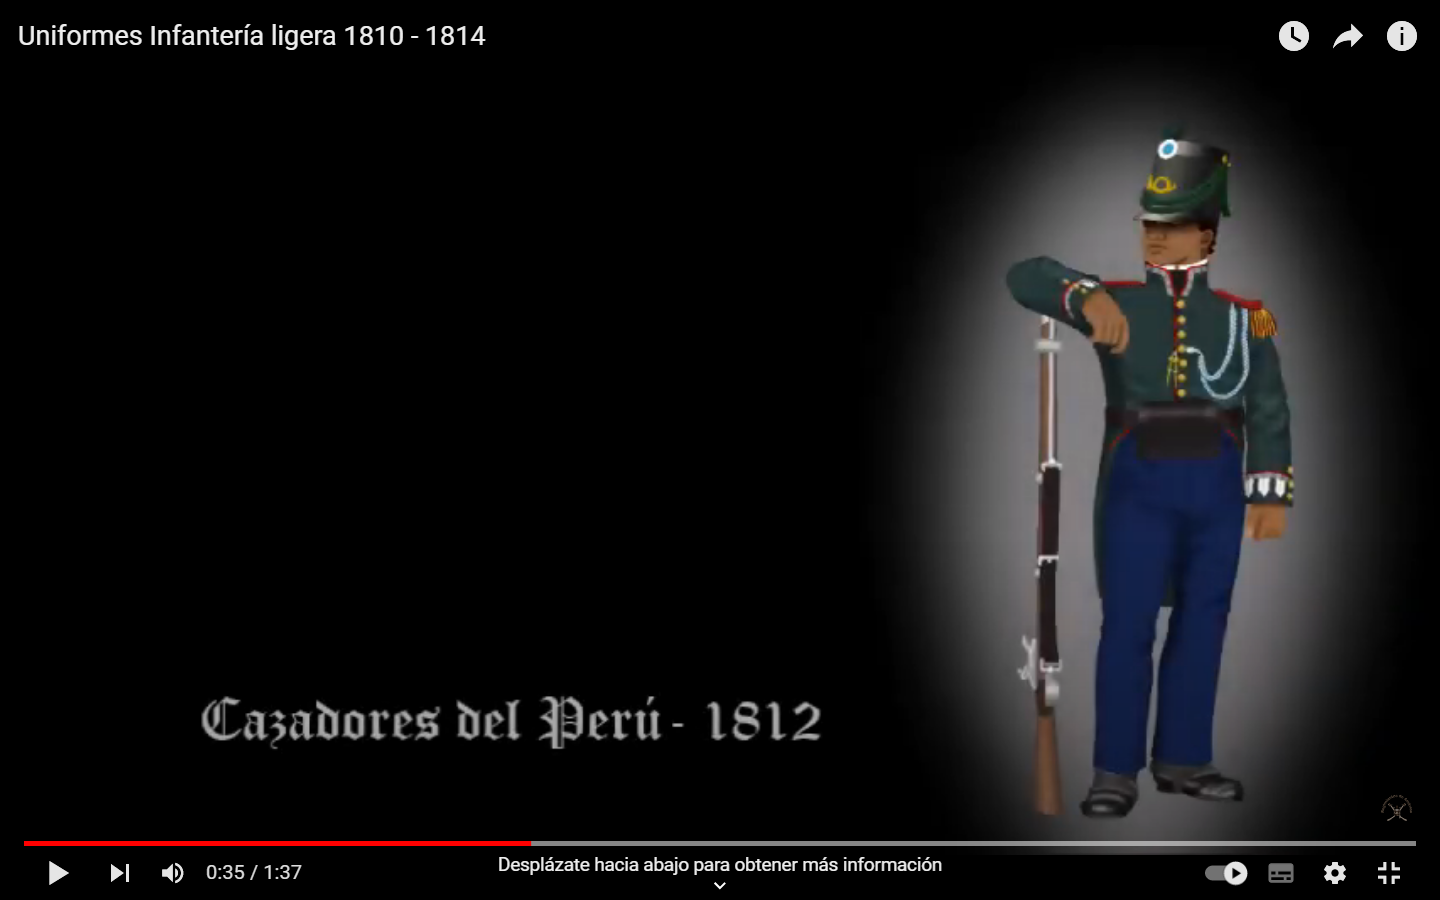 Uniformes Infantería ligera 1810 - 1814
Cazadores del Perú - 1812
0:35 / 1:37
Desplázate hacia abajo para obtener más información